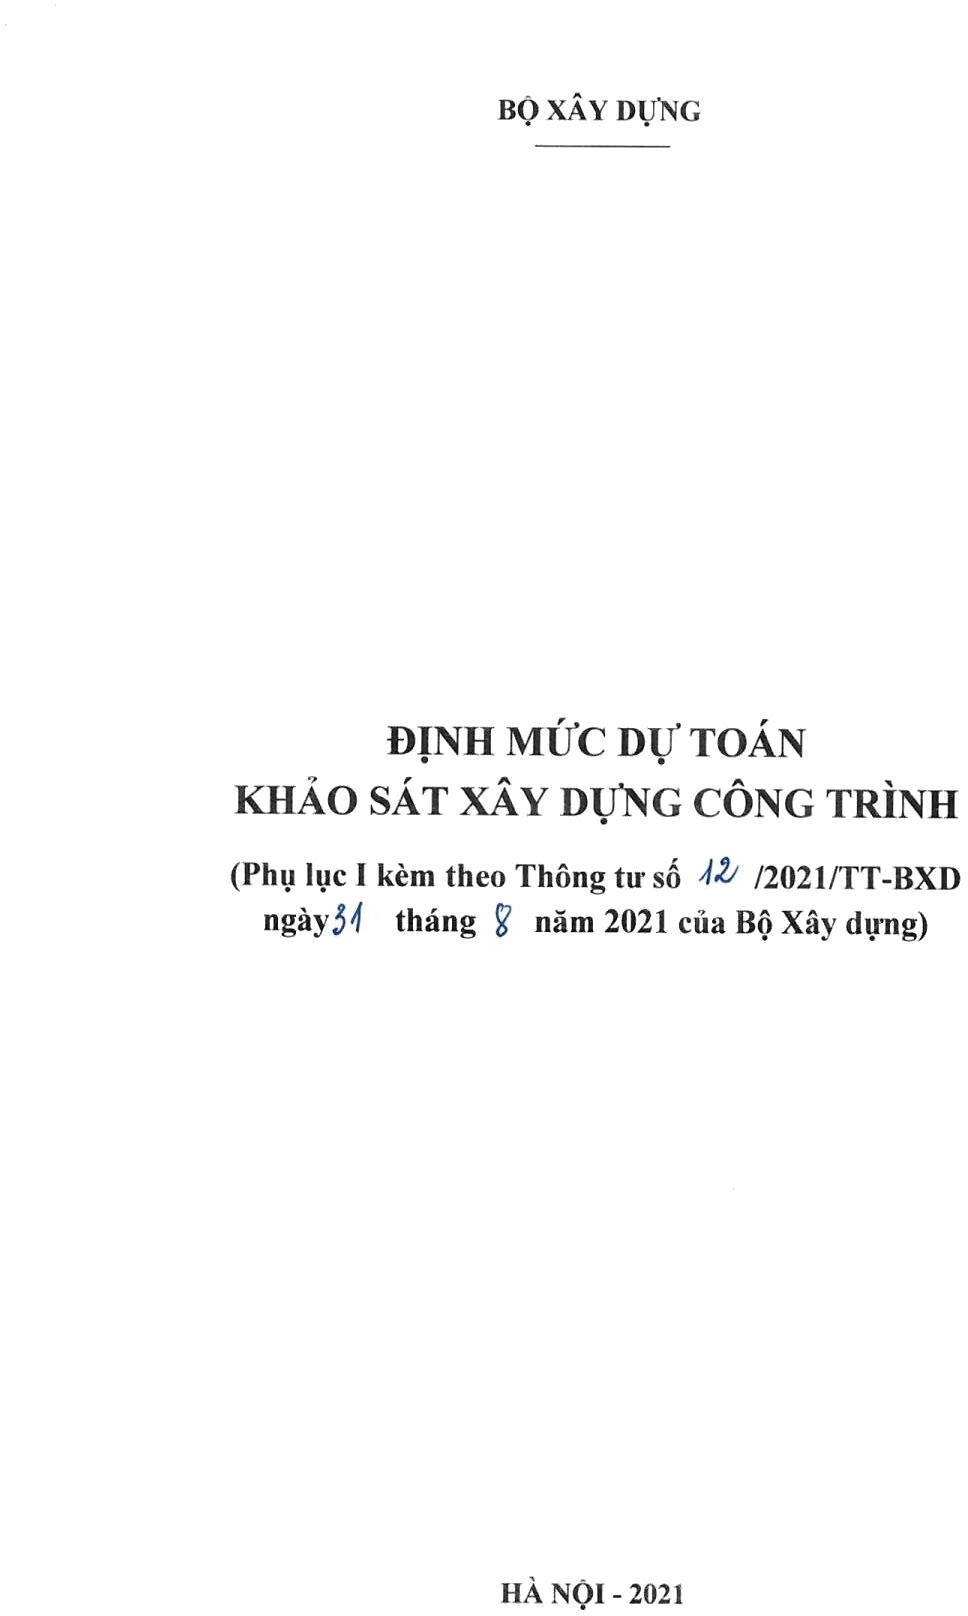 BỘ XÂY DỰNG
ĐỊNH MỨC DỰ TOÁN
KHẢO SÁT XÂY DỰNG CÔNG TRÌNH
(Phụ lục I kèm theo Thông tư số 12 /2021/TT-BXD
ngày 31 tháng 8 năm 2021 của Bộ Xây dựng)
HÀ NỘI - 2021